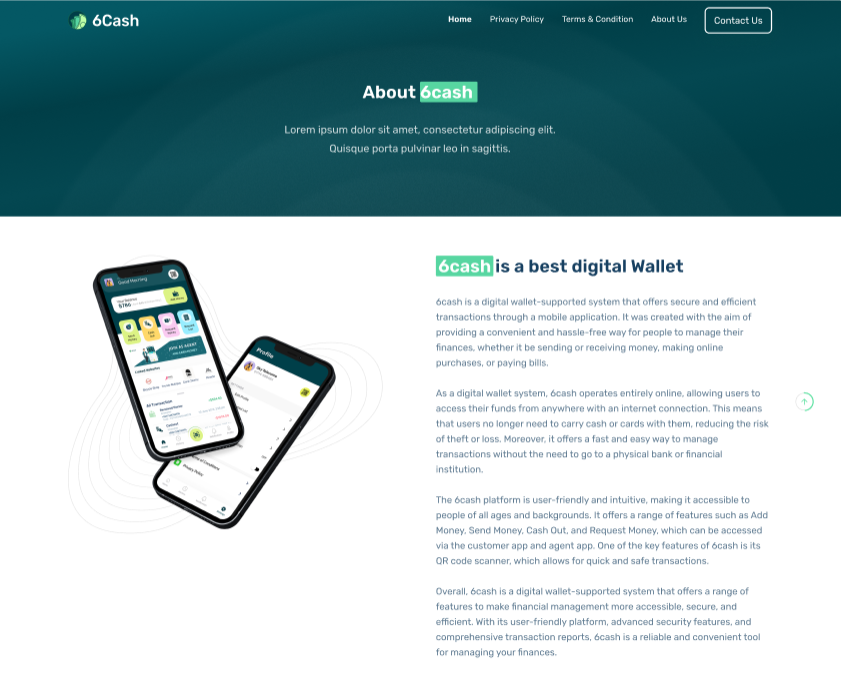 6Cash
Home Privacy Policy Terms & Condition About Us Contact Us
About 6cash
Lorem ipsum dolor sit amet, consectetur adipiscing elit.
Quisque porta pulvinar leo in sagittis.
6cash is a best digital Wallet
6cash is a digital wallet-supported system that offers secure and efficient
transactions through a mobile application. It was created with the aim of
providing a convenient and hassle-free way for people to manage their
finances, whether it be sending or receiving money, making online
purchases, or paying bills.
As a digital wallet system, 6cash operates entirely online, allowing users to
access their funds from anywhere with an internet connection. This means
that users no longer need to carry cash or cards with them, reducing the risk
of theft or loss. Moreover, it offers a fast and easy way to manage
transactions without the need to go to a physical bank or financial
institution.
The 6cash platform is user-friendly and intuitive, making it accessible to
people of all ages and backgrounds. It offers a range of features such as Add
Money, Send Money, Cash Out, and Request Money, which can be accessed
via the customer app and agent app. One of the key features of 6cash is its
QR code scanner, which allows for quick and safe transactions.
Overall, 6cash is a digital wallet-supported system that offers a range of
features to make financial management more accessible, secure, and
efficient. With its user-friendly platform, advanced security features, and
comprehensive transaction reports, 6cash is a reliable and convenient tool
for managing your finances.
Good Morning
JOIN AS AGENT
Profile
Privacy Policy